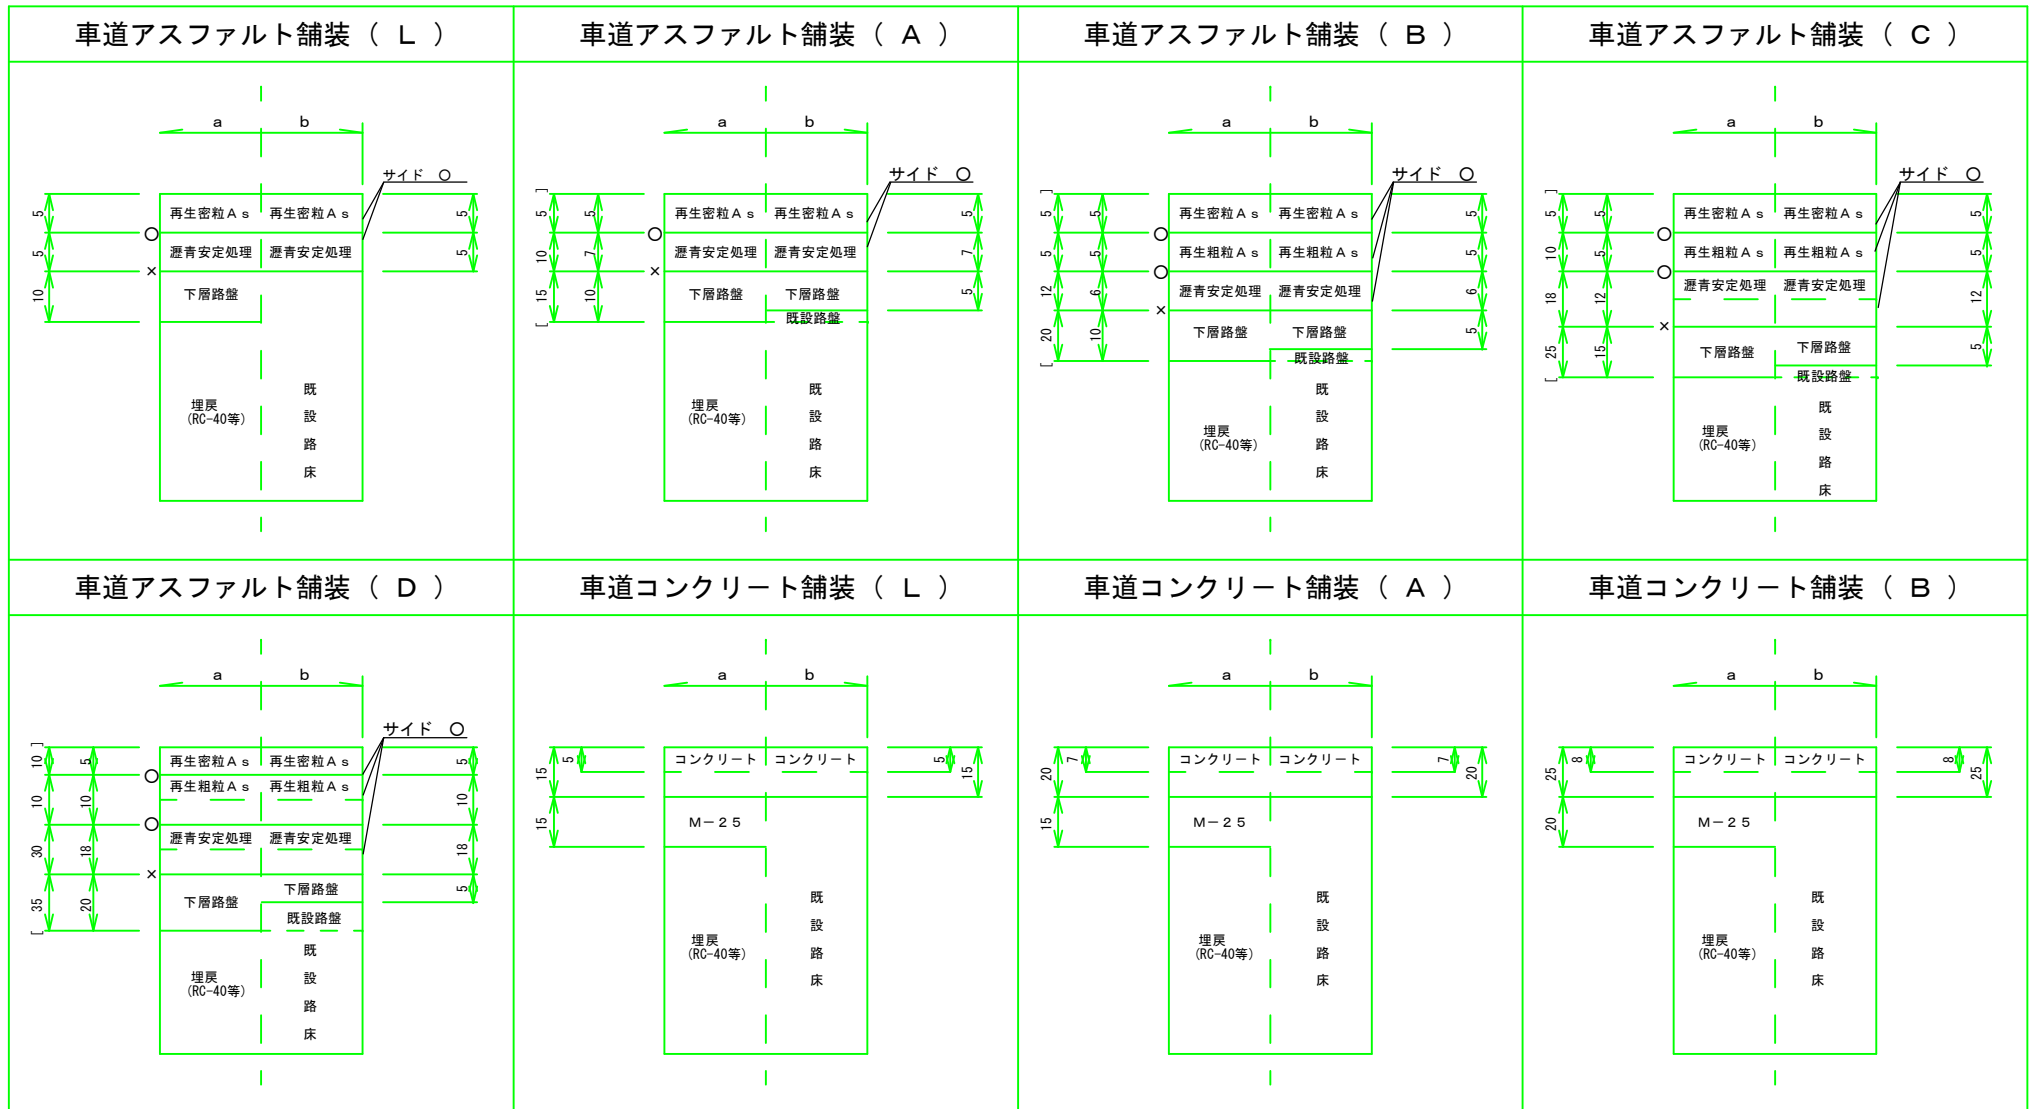 車道アスファルト舗装（ L ）
a b
サイド ○
5 5 10
○
×
再生密粒As 再生密粒As
瀝青安定処理 瀝青安定処理
下層路盤
5 5
埋戻
(RC-40等)
既
設
路
床
車道アスファルト舗装（ A ）
a b
サイド ○
[ 5 10 15 ]
5 7 10
○
×
再生密粒As 再生密粒As
瀝青安定処理 瀝青安定処理
下層路盤 下層路盤
既設路盤
5 7 5
埋戻
(RC-40等)
既
設
路
床
車道アスファルト舗装（ B ）
a b
サイド ○
[ 5 5 12 20 ]
5 5 6 10
○
○
×
再生密粒As 再生密粒As
再生粗粒As 再生粗粒As
瀝青安定処理 瀝青安定処理
下層路盤 下層路盤
既設路盤
5 5 6 5
埋戻
(RC-40等)
既
設
路
床
車道アスファルト舗装（ C ）
a b
サイド ○
[ 5 10 18 25 ]
5 5 12 15
○
○
×
再生密粒As 再生密粒As
再生粗粒As 再生粗粒As
瀝青安定処理 瀝青安定処理
下層路盤 下層路盤
既設路盤
5 5 12 5
埋戻
(RC-40等)
既
設
路
床
車道アスファルト舗装（ D ）
a b
サイド ○
[ 10 10 30 35 ]
5 10 18 20
○
○
×
再生密粒As 再生密粒As
再生粗粒As 再生粗粒As
瀝青安定処理 瀝青安定処理
下層路盤 下層路盤
既設路盤
5 10 18 5
埋戻
(RC-40等)
既
設
路
床
車道コンクリート舗装（ L ）
a b
15 15
5
コンクリート コンクリート
M－25
5
15
埋戻
(RC-40等)
既
設
路
床
車道コンクリート舗装（ A ）
a b
20 15
7
コンクリート コンクリート
M－25
7
20
埋戻
(RC-40等)
既
設
路
床
車道コンクリート舗装（ B ）
a b
25 20
8
コンクリート コンクリート
M－25
8
25
埋戻
(RC-40等)
既
設
路
床